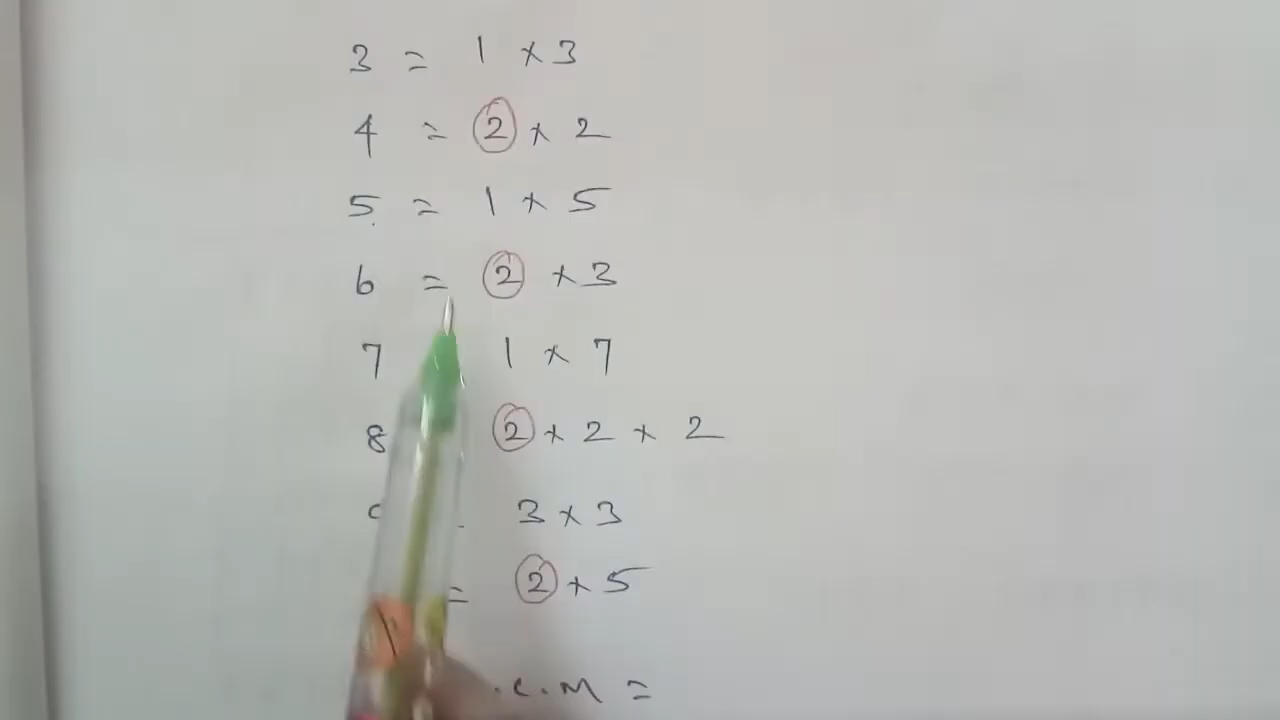 3 = 1 × 3
4 = 2 × 2
5 = 1 × 5
6 = 2 × 3
7 1 × 7
8 2 × 2 × 2
3 × 3
= 2 × 5
.C.M =